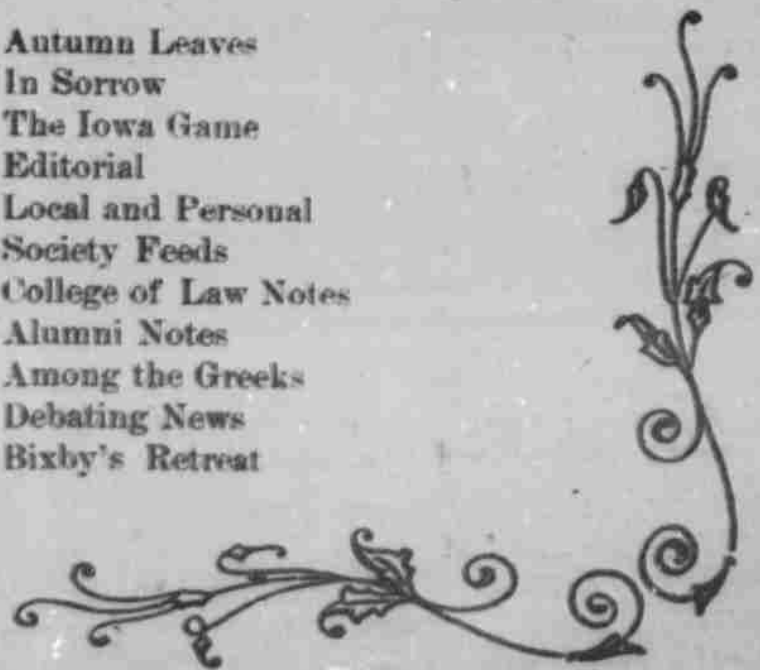 Autumn Leaves
In Sorrow
The Iowa Game
Editorial
Local and Personal
Society Feeds
College of Law Notes
Alumni Notes
Among the Greeks
Debating News
Bixby's Retreat